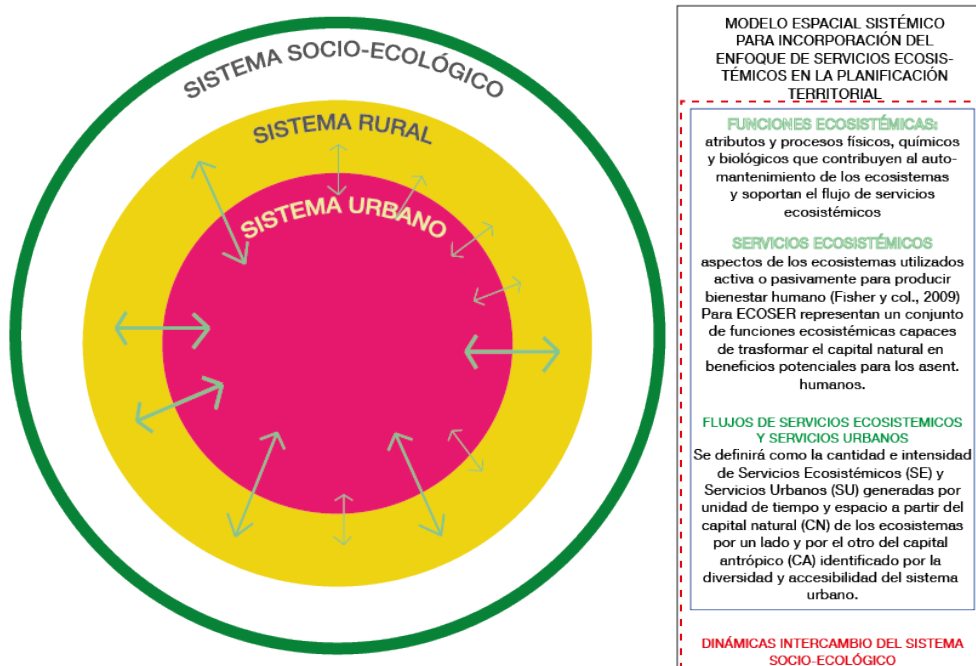 SISTEMA SOCIO-ECOLÓGICO
SISTEMA RURAL
SISTEMA URBANO
MODELO ESPACIAL SISTÉMICO
PARA INCORPORACIÓN DEL
ENFOQUE DE SERVICIOS ECOSIS-
TÉMICOS EN LA PLANIFICACIÓN
TERRITORIAL
FUNCIONES ECOSISTÉMICAS:
atributos y procesos físicos, químicos
y biológicos que contribuyen al auto-
mantenimiento de los ecosistemas
y soportan el flujo de servicios
ecosistémicos
SERVICIOS ECOSISTÉMICOS
aspectos de los ecosistemas utilizados
activa o pasivamente para producir
bienestar humano (Fisher y col., 2009)
Para ECOSER representan un conjunto
de funciones ecosistémicas capaces
de trasformar el capital natural en
beneficios potenciales para los asent.
humanos.
FLUJOS DE SERVICIOS ECOSISTEMICOS
Y SERVICIOS URBANOS
Se definirá como la cantidad e intensidad
de Servicios Ecosistémicos (SE) y
Servicios Urbanos (SU) generadas por
unidad de tiempo y espacio a partir del
capital natural (CN) de los ecosistemas
por un lado y por el otro del capital
antrópico (CA) identificado por la
diversidad y accesibilidad del sistema
urbano.
DINÁMICAS INTERCAMBIO DEL SISTEMA
SOCIO-ECOLÓGICO